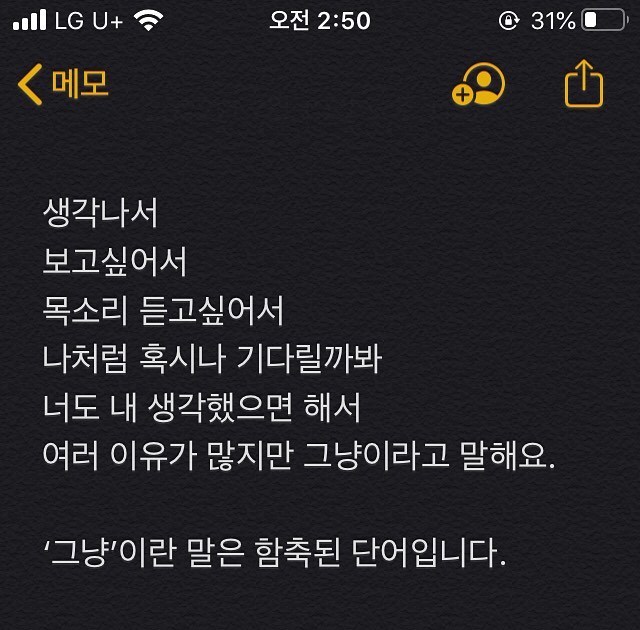 LG U+ 오전 2:50 31%
메모
생각나서
보고싶어서
목소리 듣고싶어서
나처럼 혹시나 기다릴까봐
너도 내 생각했으면 해서
여러 이유가 많지만 그냥이라고 말해요.
‘그냥’이란 말은 함축된 단어입니다.